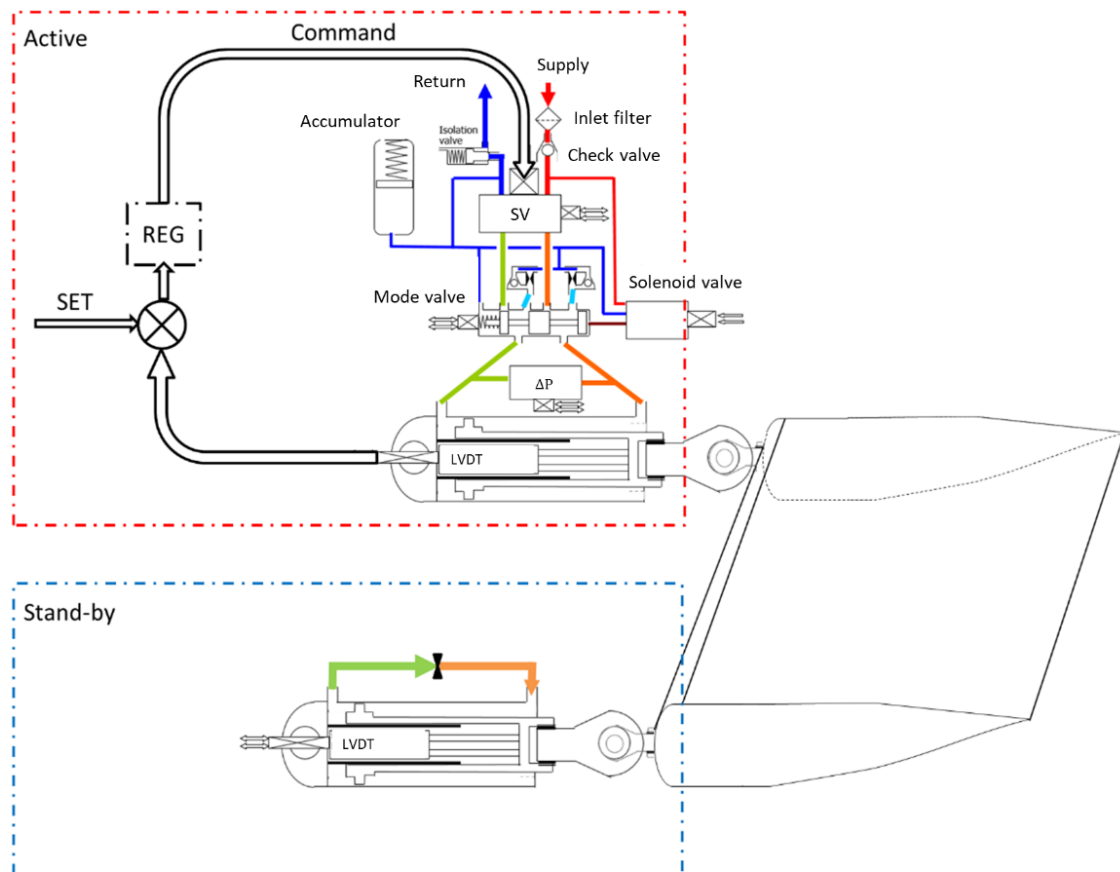 Active
Command
Supply
Return
Accumulator
Inlet filter
Isolation
valve
Check valve
SV
REG
SET
Mode valve
Solenoid valve
ΔP
LVDT
Stand-by
LVDT